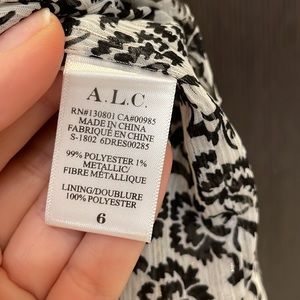 A.L.C.
RN#130801 CA#00985
MADE IN CHINA
FABRIQUÉ EN CHINE
S-1802 6DRES00285
99% POLYESTER 1%
METALLIC/
FIBRE MÉTALLIQUE
LINING/DOUBLURE
100% POLYESTER
6